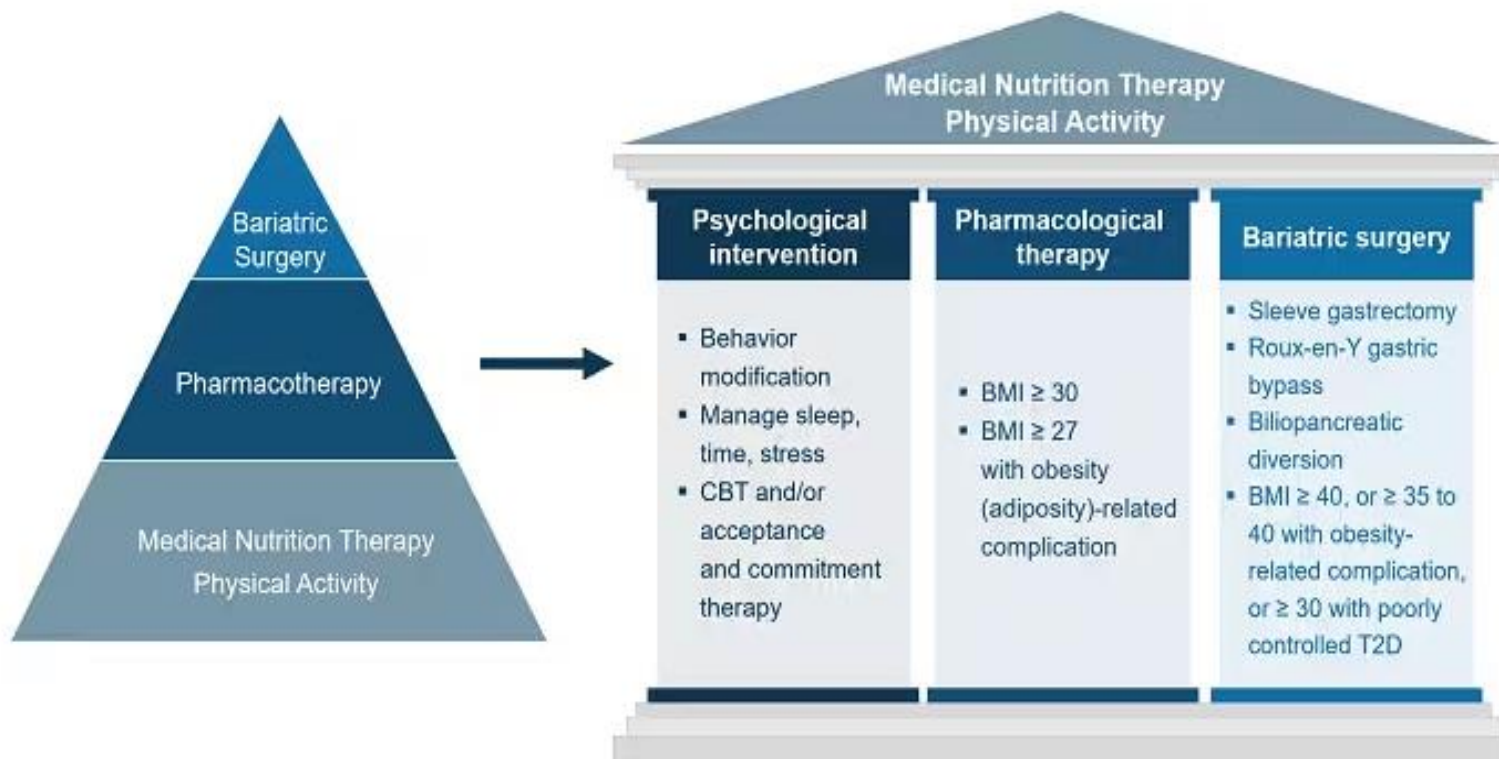 Bariatric
Surgery
Pharmacotherapy
Medical Nutrition Therapy
Physical Activity
Medical Nutrition Therapy
Physical Activity
Psychological
intervention
▪ Behavior
modification
▪ Manage sleep,
time, stress
▪ CBT and/or
acceptance
and commitment
therapy
Pharmacological
therapy
▪ BMI ≥ 30
▪ BMI ≥ 27
with obesity
(adiposity)-related
complication
Bariatric surgery
▪ Sleeve gastrectomy
▪ Roux-en-Y gastric
bypass
▪ Biliopancreatic
diversion
▪ BMI ≥ 40, or ≥ 35 to
40 with obesity-
related complication,
or ≥ 30 with poorly
controlled T2D